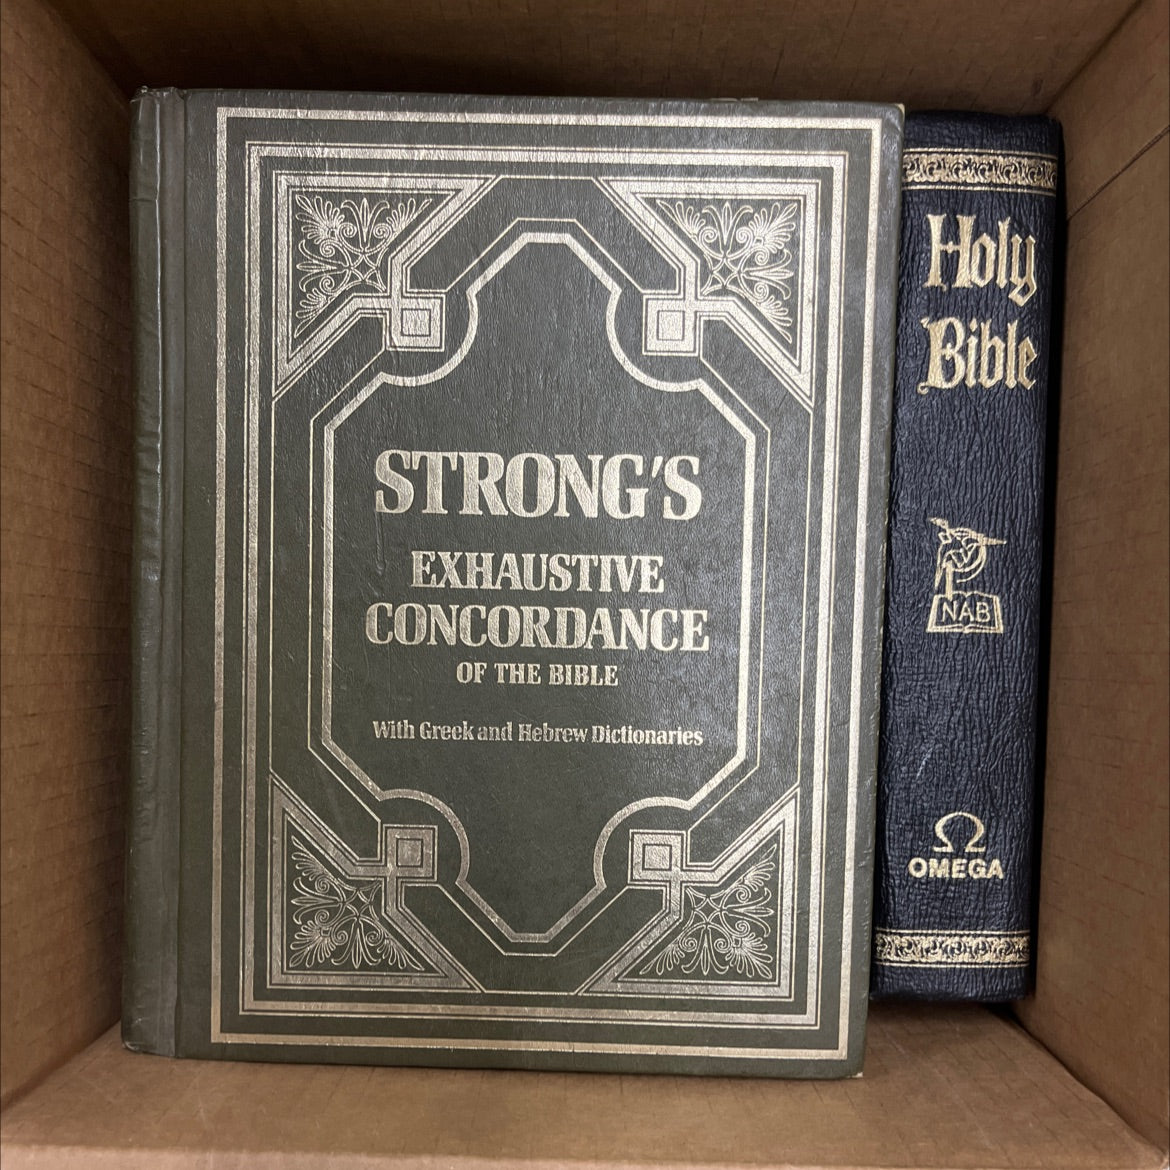 STRONG'S
EXHAUSTIVE
CONCORDANCE
OF THE BIBLE
With Greek and Hebrew Dictionaries
Holy
Bible
NAB
Ω
OMEGA